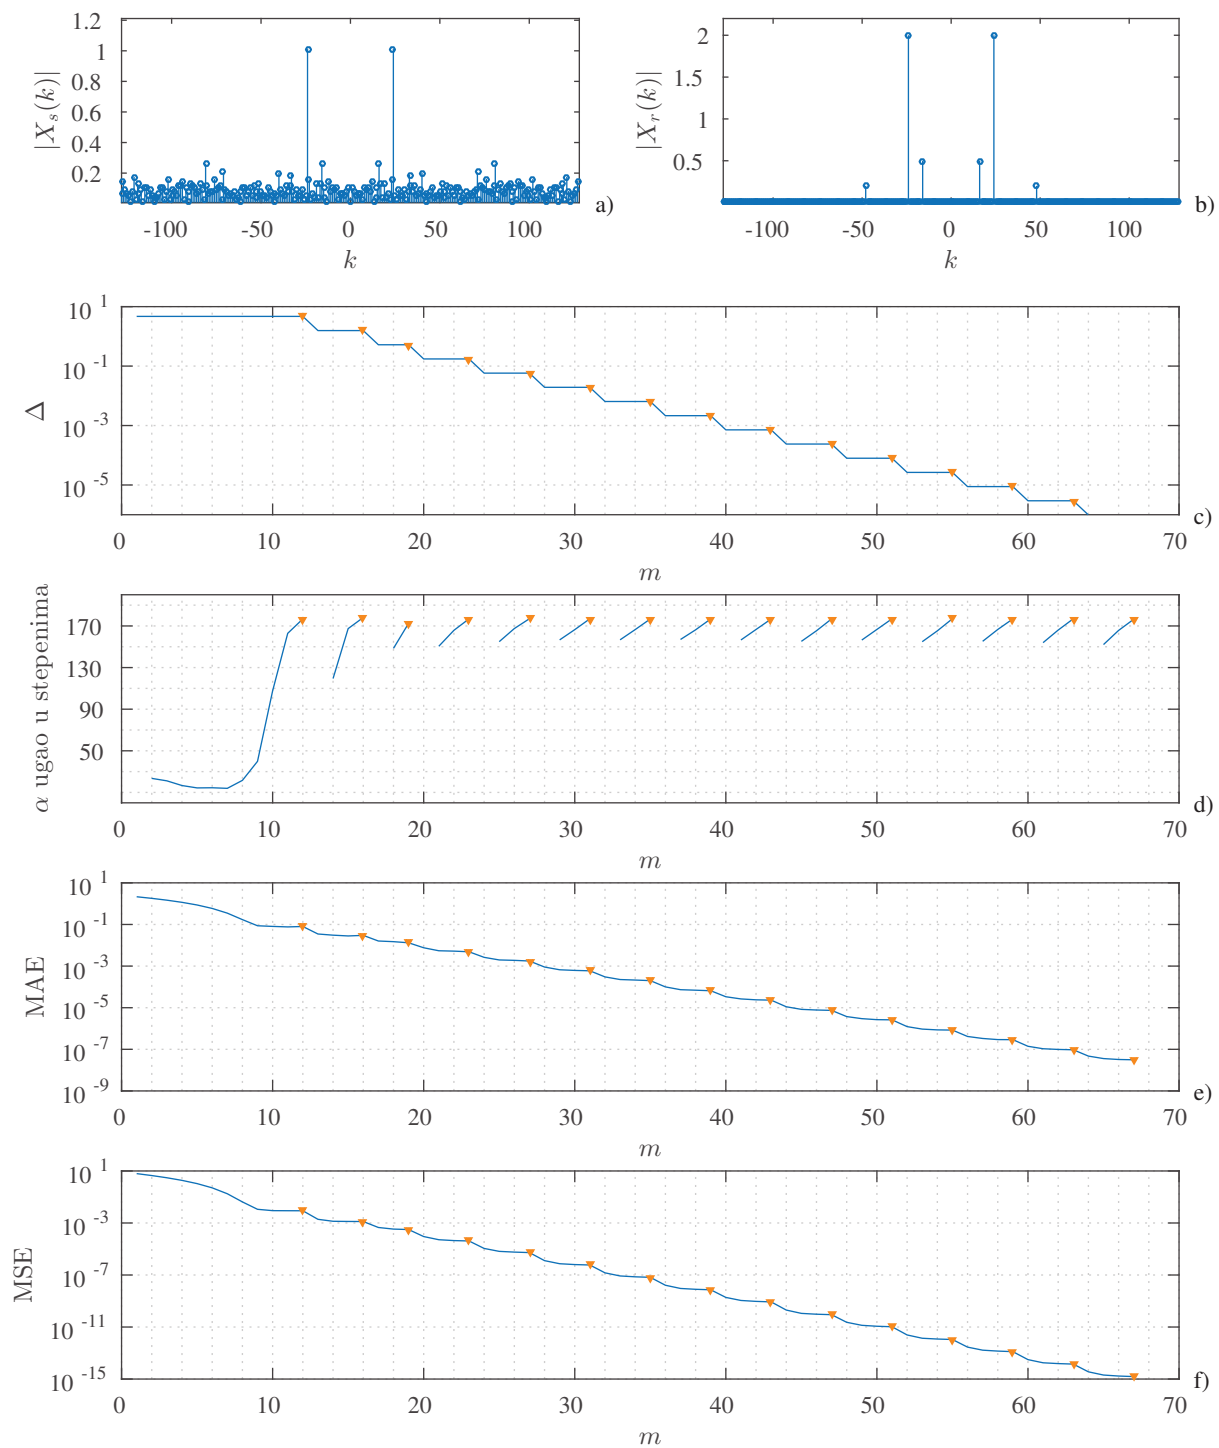 1.2
1
0.8
0.6
0.4
0.2
|X_s(k)|
-100 -50 0 50 100
k
a)
2
1.5
1
0.5
|X_r(k)|
-100 -50 0 50 100
k
b)
10^1
10^-1
10^-3
10^-5
Δ
0 10 20 30 40 50 60 70
m
c)
170
130
90
50
α ugao u stepenima
0 10 20 30 40 50 60 70
m
d)
10^1
10^-1
10^-3
10^-5
10^-7
10^-9
MAE
0 10 20 30 40 50 60 70
m
e)
10^1
10^-3
10^-7
10^-11
10^-15
MSE
0 10 20 30 40 50 60 70
m
f)